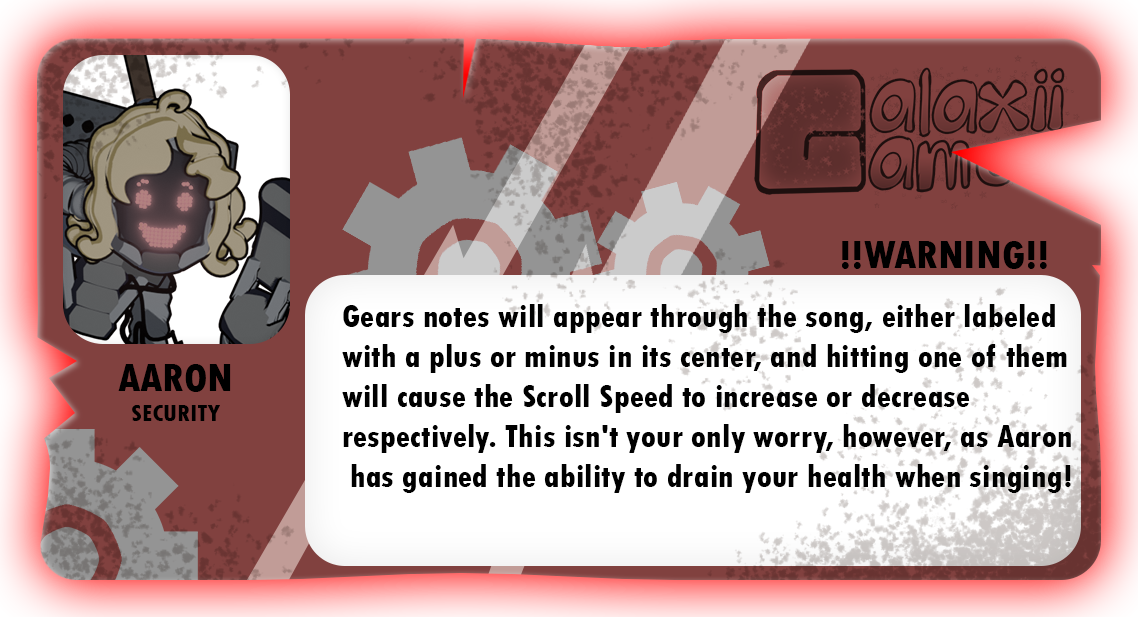 Galaxii
Game
!!WARNING!!
AARON
SECURITY
Gears notes will appear through the song, either labeled
with a plus or minus in its center, and hitting one of them
will cause the Scroll Speed to increase or decrease
respectively. This isn't your only worry, however, as Aaron
has gained the ability to drain your health when singing!